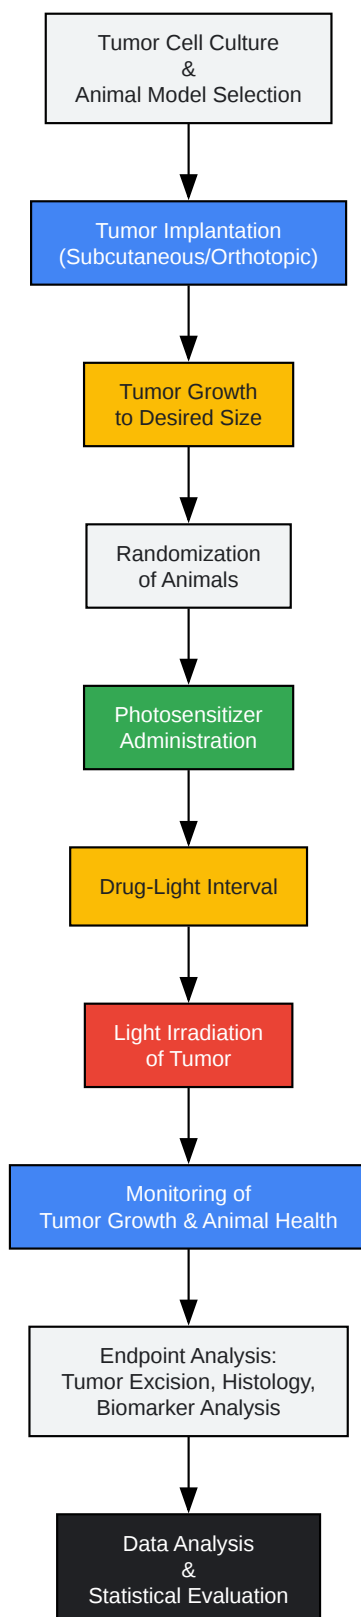 Tumor Cell Culture
&
Animal Model Selection
Tumor Implantation
(Subcutaneous/Orthotopic)
Tumor Growth
to Desired Size
Randomization
of Animals
Photosensitizer
Administration
Drug-Light Interval
Light Irradiation
of Tumor
Monitoring of
Tumor Growth & Animal Health
Endpoint Analysis:
Tumor Excision, Histology,
Biomarker Analysis
Data Analysis
&
Statistical Evaluation